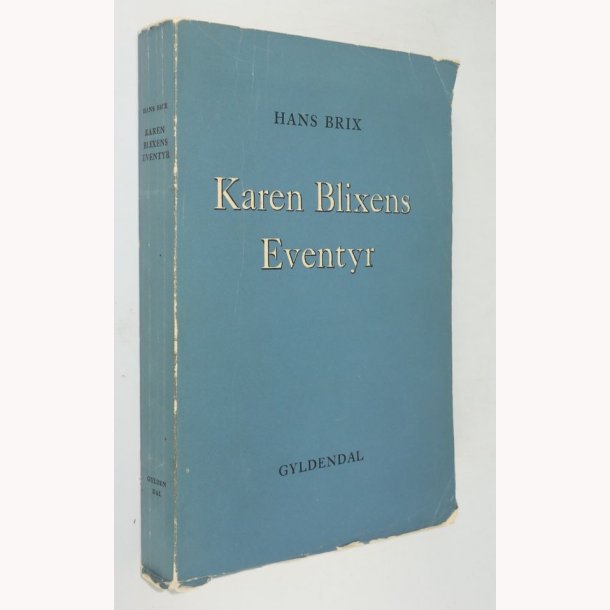 HANS BRIX
KAREN
BLIXENS
EVENTYR
GYLDEN
DAL
HANS BRIX
Karen Blixens
Eventyr
GYLDENDAL